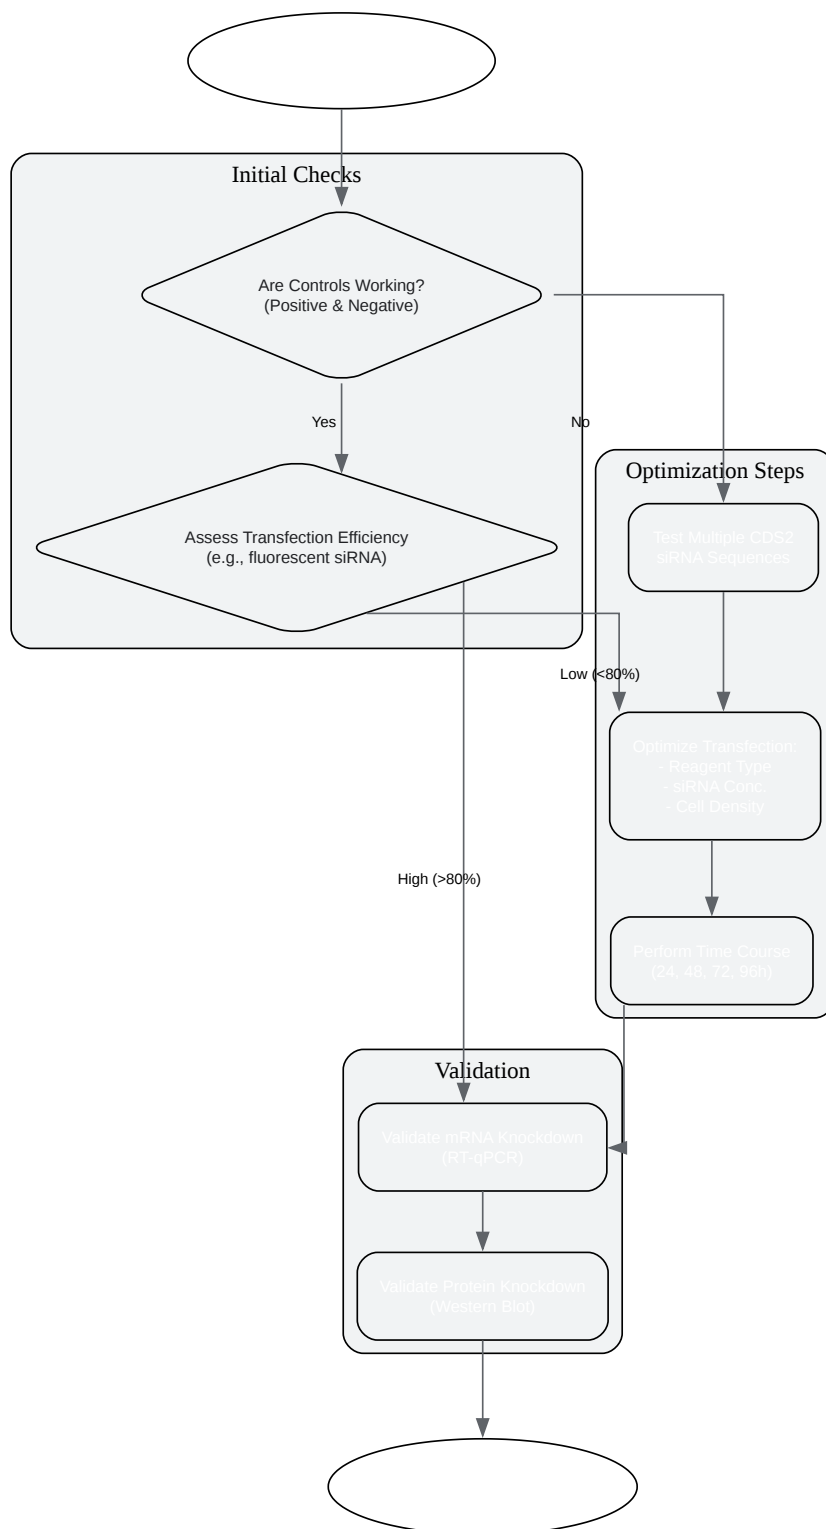 Initial Checks
Are Controls Working?
(Positive & Negative)
Yes
No
Assess Transfection Efficiency
(e.g., fluorescent siRNA)
Optimization Steps
Test Multiple CDS2
siRNA Sequences
Low (<80%)
Optimize Transfection:
- Reagent Type
- siRNA Conc.
- Cell Density
High (>80%)
Perform Time Course
(24, 48, 72, 96h)
Validation
Validate mRNA Knockdown
(RT-qPCR)
Validate Protein Knockdown
(Western Blot)